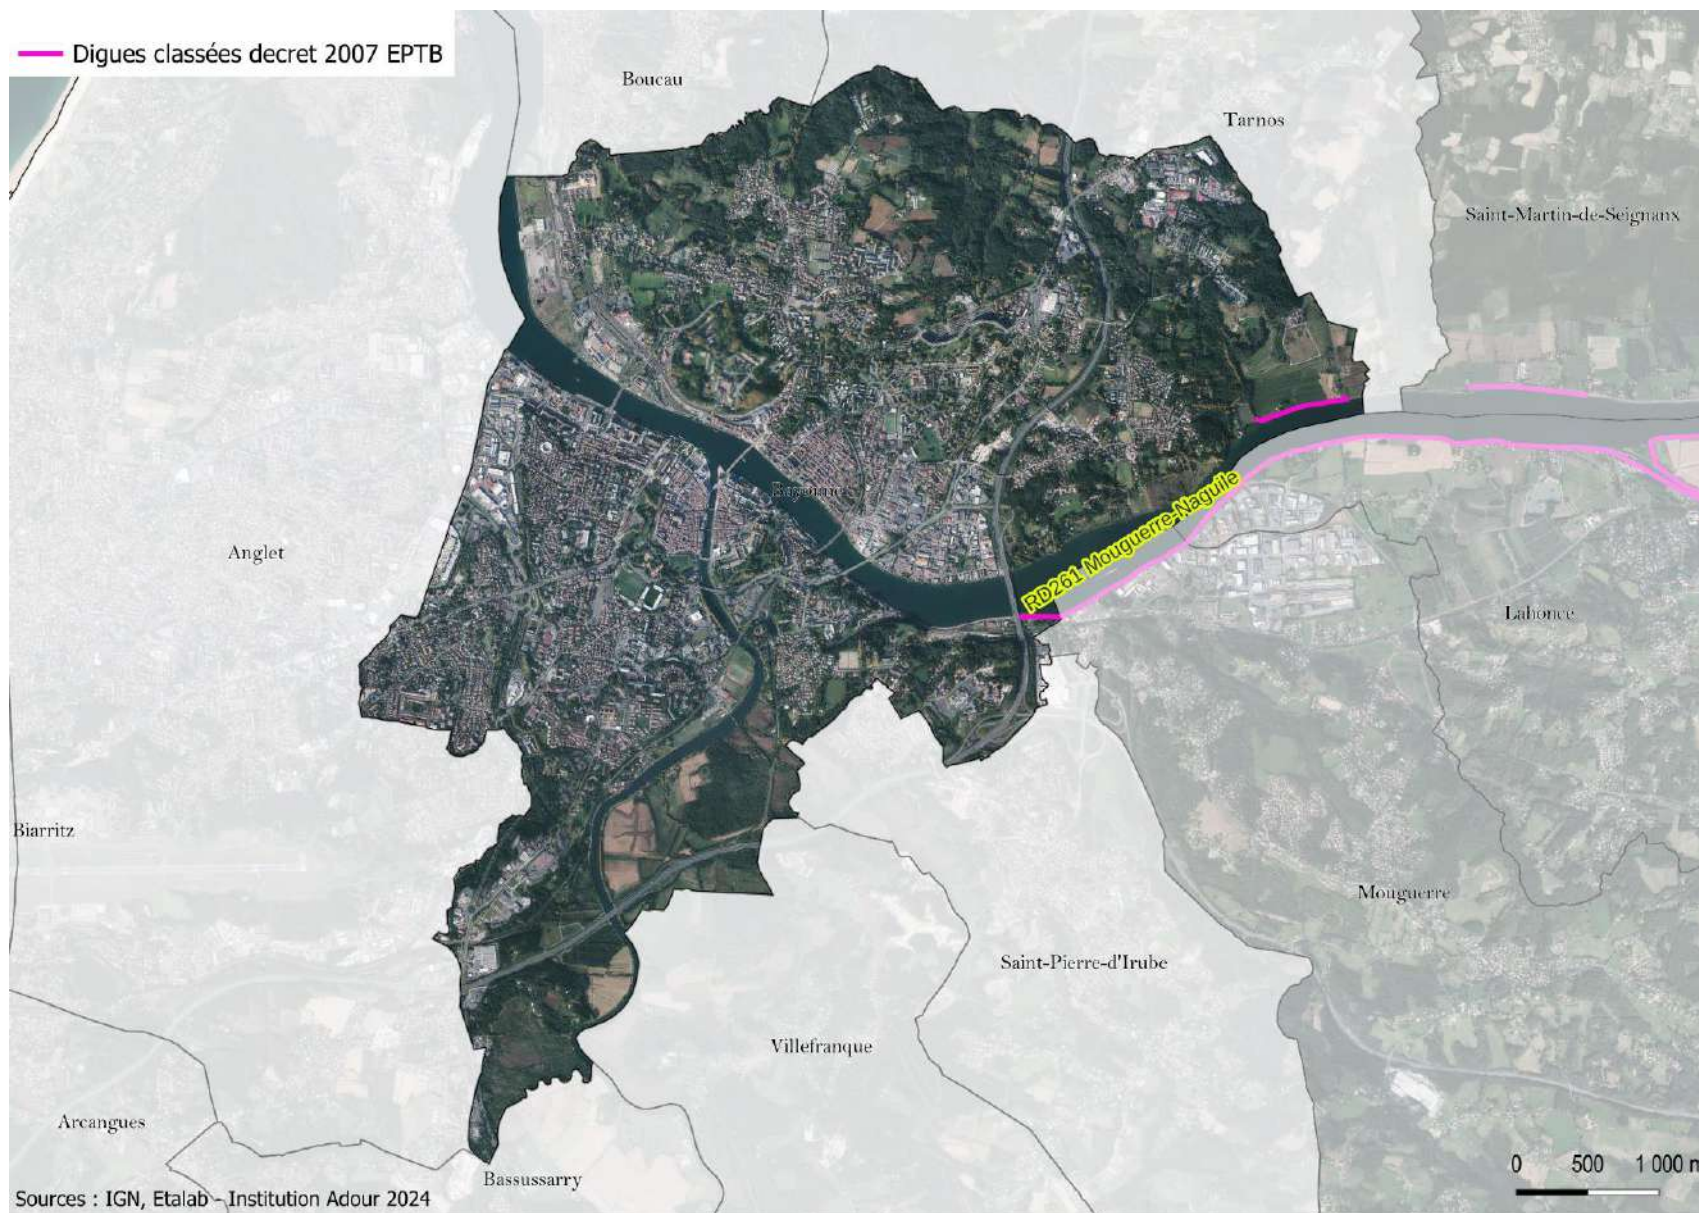 Digues classées decret 2007 EPTB
Boucau
Tarnos
Saint-Martin-de-Seignanx
Bayonne
RD261 Mouguerre-Naguile
Anglet
Lahonce
Biarritz
Mouguerre
Saint-Pierre-d'Irube
Villefranque
Arcangues
Bassussarry
0 500 1 000 m
Sources : IGN, Etalab - Institution Adour 2024